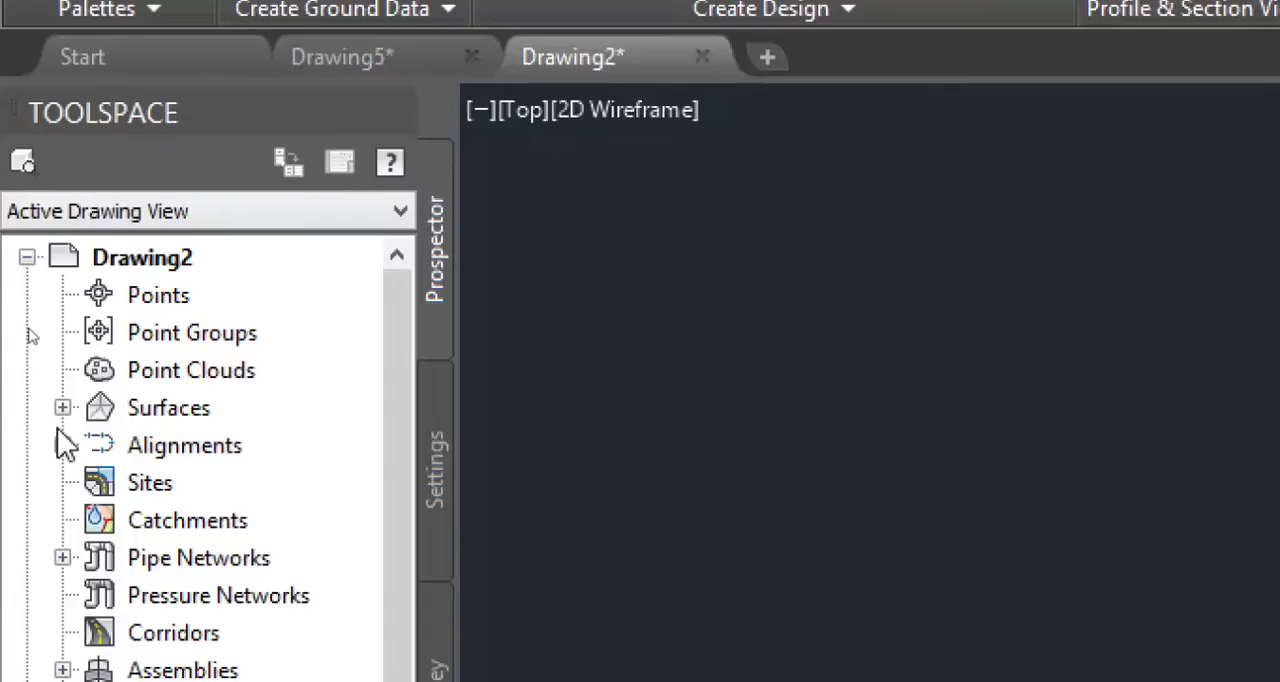 Palettes
Create Ground Data
Create Design
Profile & Section Vi
Start
Drawing5*
Drawing2*
TOOLSPACE
[−][Top][2D Wireframe]
?
Active Drawing View
Prospector
Drawing2
Points
Point Groups
Point Clouds
Surfaces
Alignments
Settings
Sites
Catchments
Pipe Networks
Pressure Networks
Corridors
Assemblies
ey